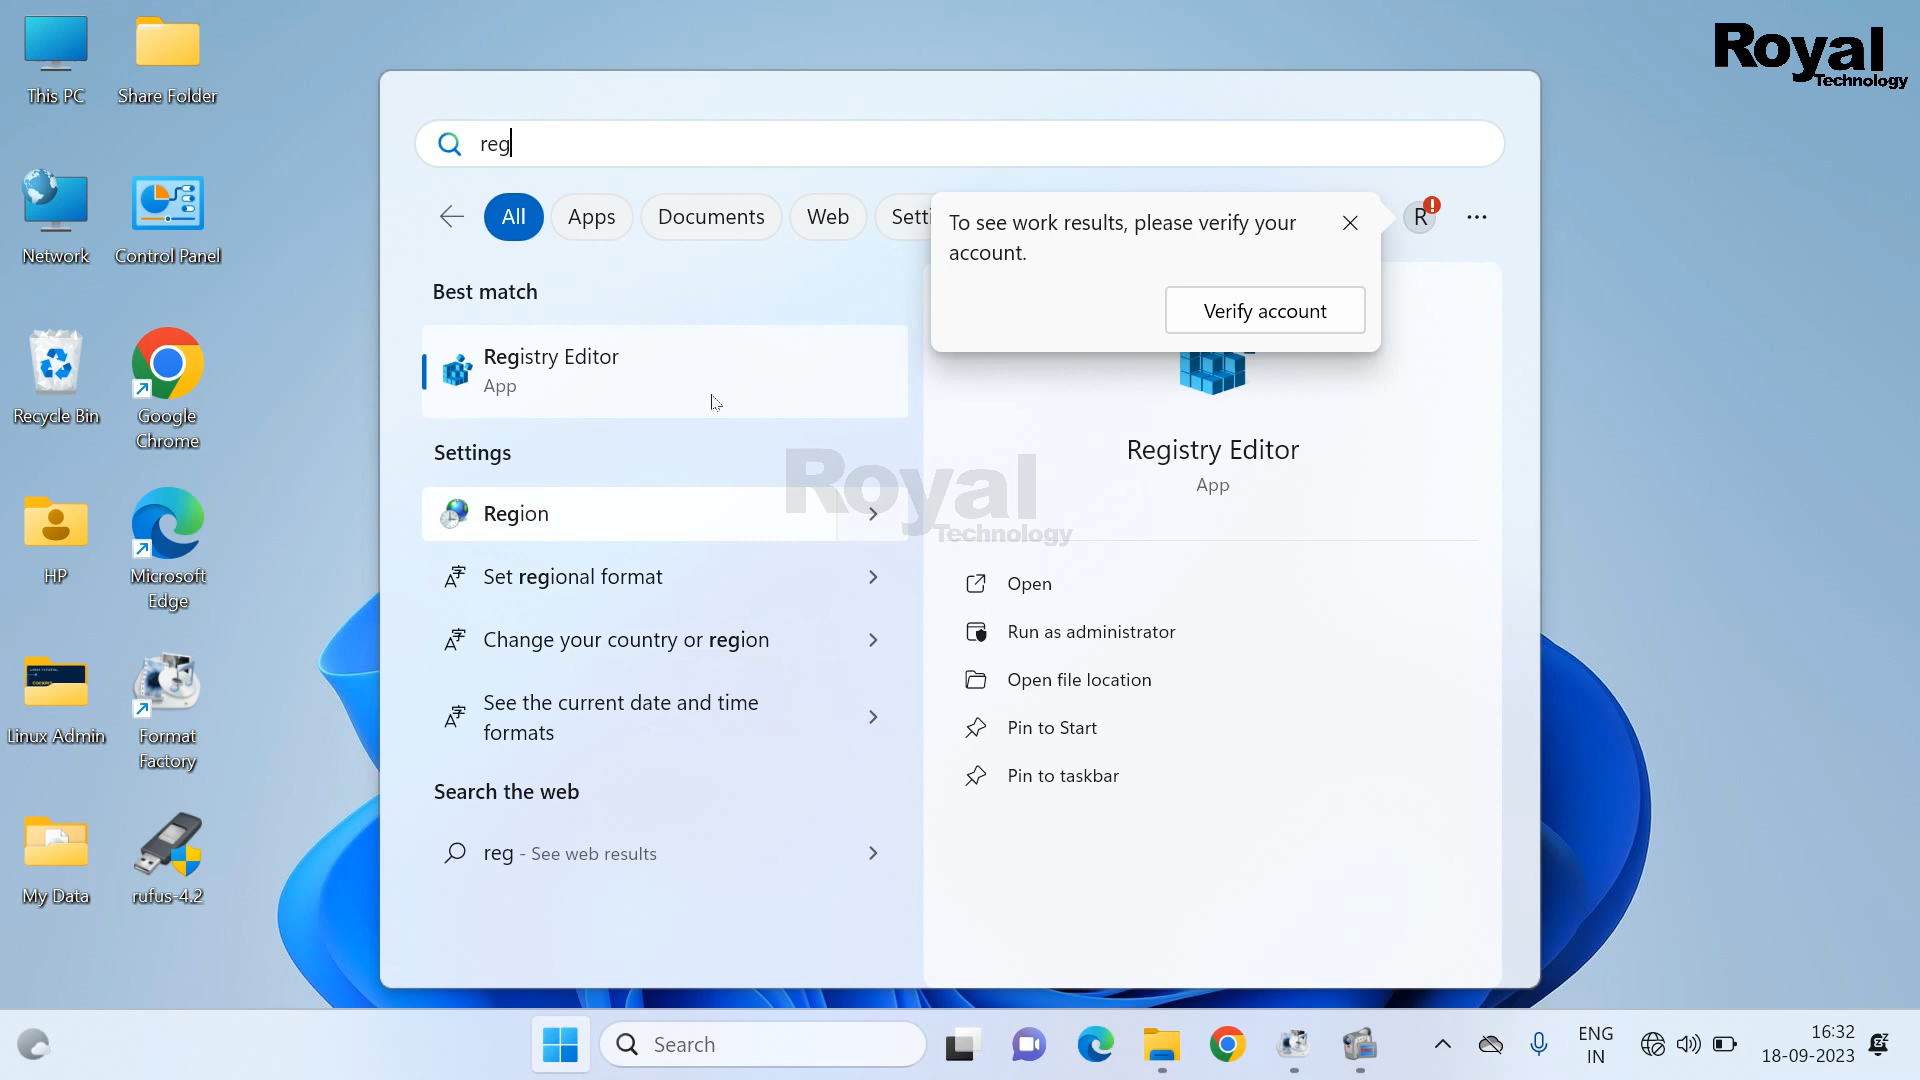 This PC
Share Folder
Network
Control Panel
Recycle Bin
Google
Chrome
HP
Microsoft
Edge
Linux Admin
Format
Factory
My Data
rufus-4.2
Royal
Technology
reg
All
Apps
Documents
Web
Setti
To see work results, please verify your
account.
Verify account
R
Best match
Registry Editor
App
Settings
Region
Set regional format
Change your country or region
See the current date and time
formats
Search the web
reg - See web results
Royal
Technology
Registry Editor
App
Open
Run as administrator
Open file location
Pin to Start
Pin to taskbar
Search
ENG
IN
16:32
18-09-2023